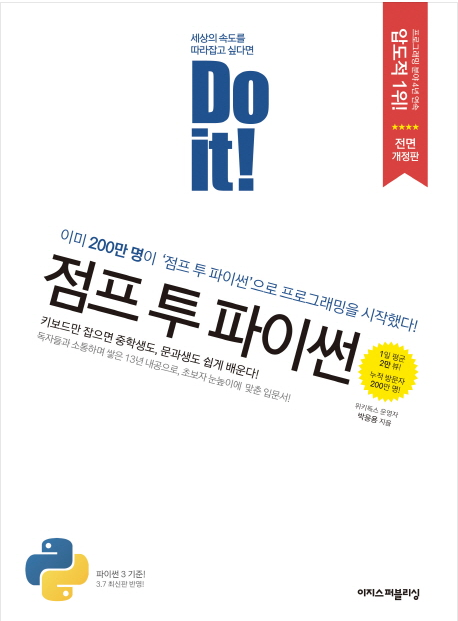 세상의 속도를
따라잡고 싶다면
Do
it!
프로그래밍 분야 4년 연속
압도적 1위!
★★★★
전면
개정판
이미 200만 명이 '점프 투 파이썬'으로 프로그래밍을 시작했다!
점프 투 파이썬
키보드만 잡으면 중학생도, 문과생도 쉽게 배운다!
독자들과 소통하며 쌓은 13년 내공으로, 초보자 눈높이에 맞춘 입문서!
1일 평균
2만 뷰!
누적 방문자
200만 명!
위키독스 운영자
박응용 지음
파이썬 3 기준!
3.7 최신판 반영!
이지스 퍼블리싱